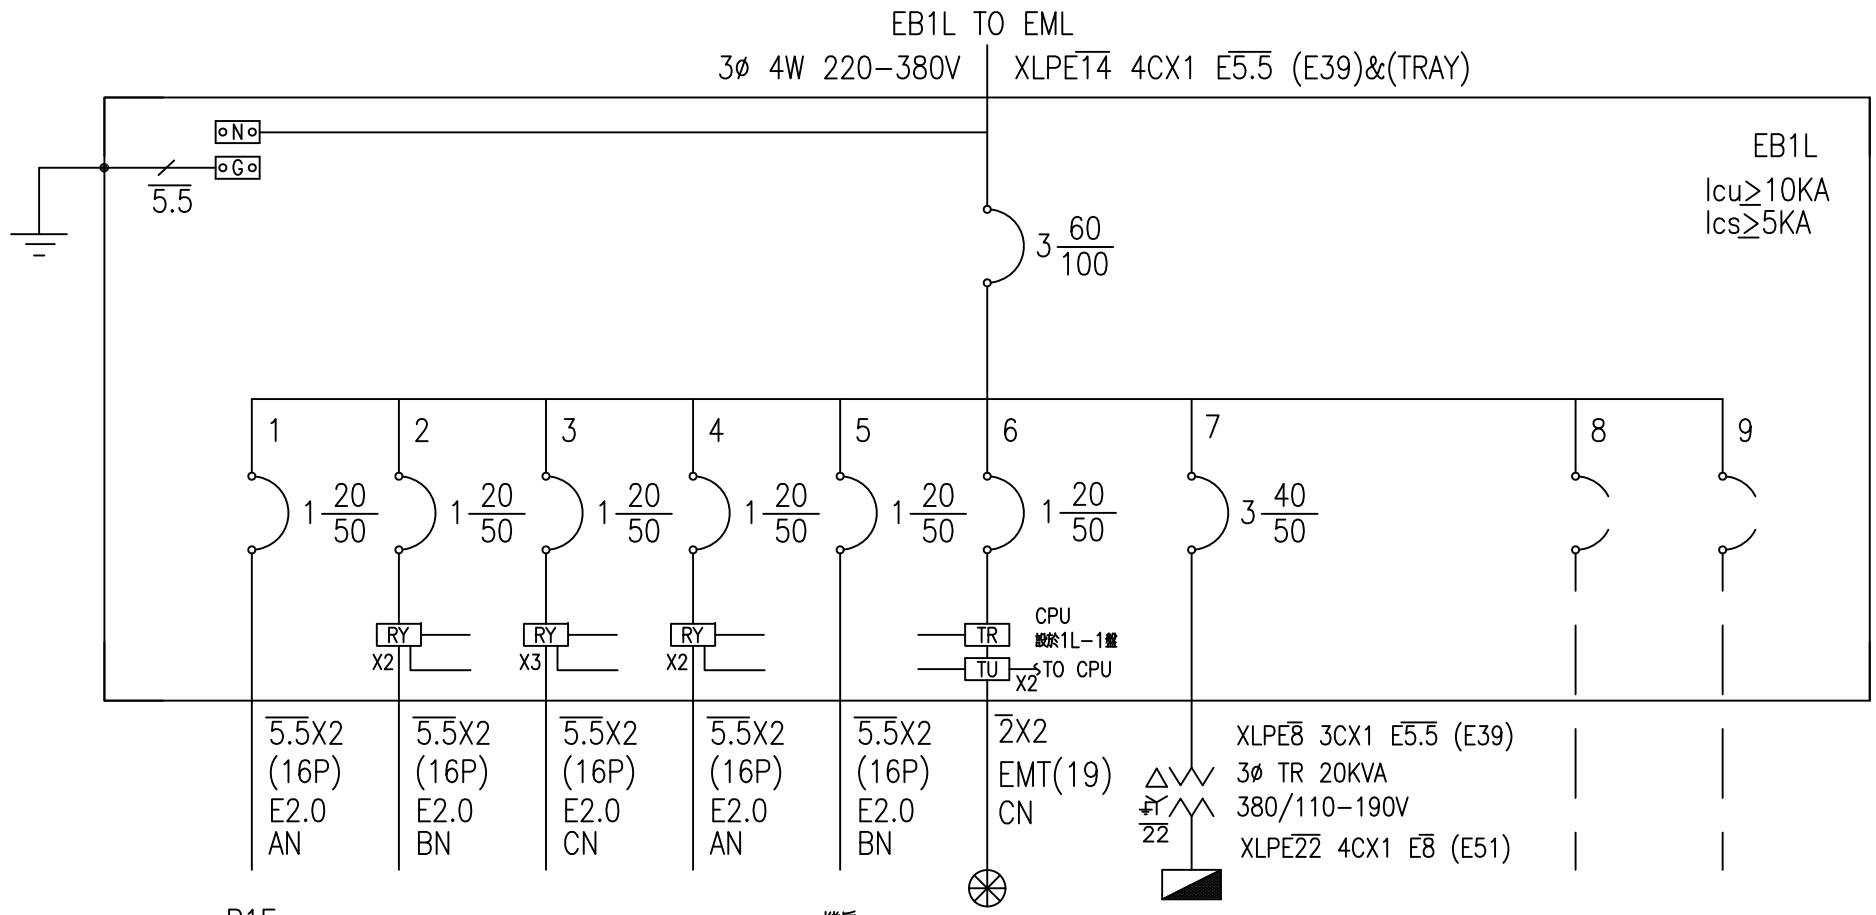 EB1L TO EML
3ø 4W 220-380V XLPE14 4CX1 E5.5 (E39)&(TRAY)
N
G
5.5
EB1L
Icu≥10KA
Ics≥5KA
3 60/100
1 2 3 4 5 6 7 8 9
1 20/50 1 20/50 1 20/50 1 20/50 1 20/50 1 20/50 3 40/50
RY X2
RY X3
RY X2
TR
CPU
設於1L-1盤
TU X2 TO CPU
5.5X2 5.5X2 5.5X2 5.5X2 5.5X2 2X2
(16P) (16P) (16P) (16P) (16P) EMT(19)
E2.0 E2.0 E2.0 E2.0 E2.0 CN
AN BN CN AN BN
XLPE8 3CX1 E5.5 (E39)
3ø TR 20KVA
380/110-190V
22
XLPE22 4CX1 E8 (E51)